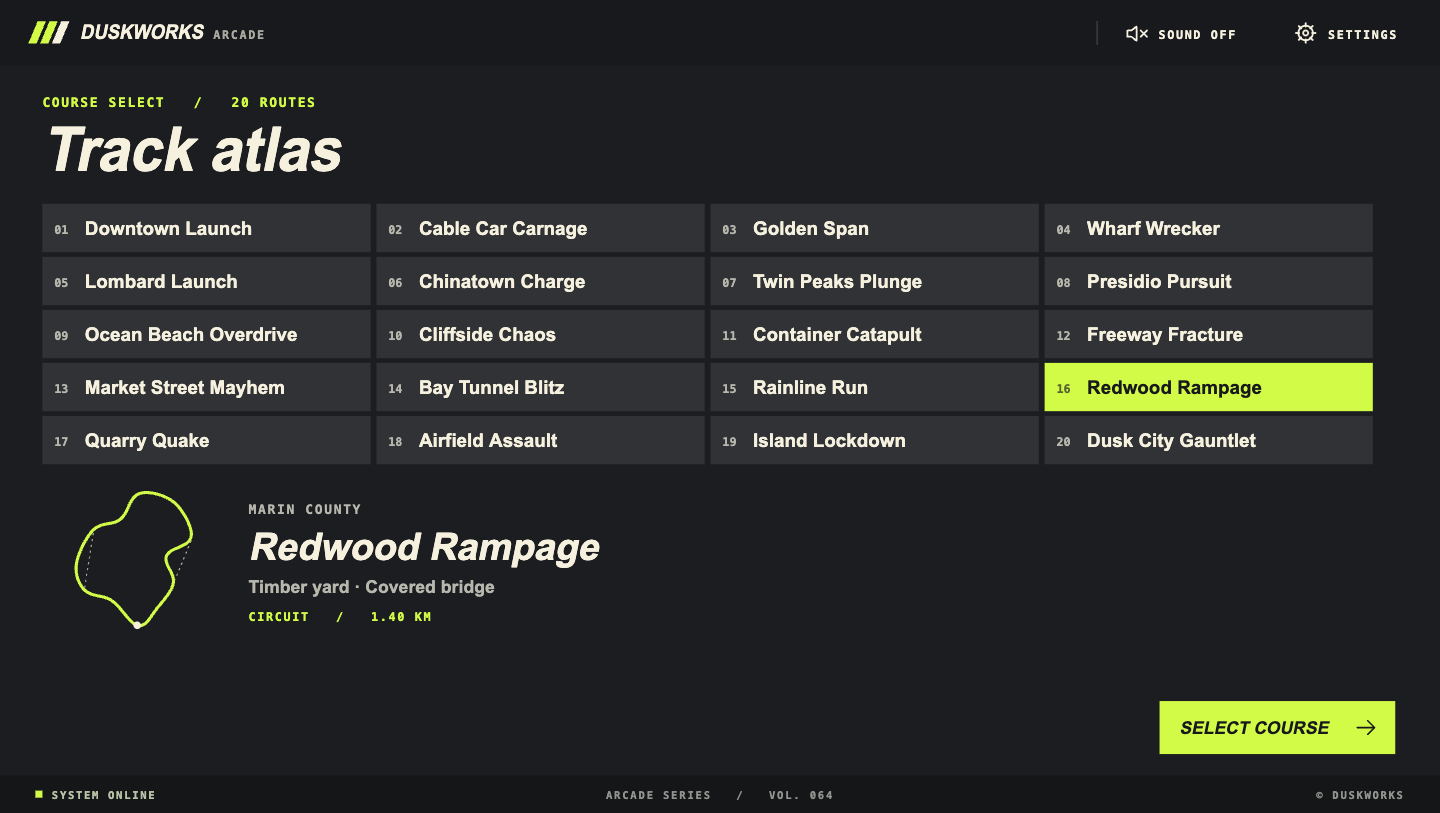 DUSKWORKS ARCADE
SOUND OFF
SETTINGS
COURSE SELECT / 20 ROUTES
Track atlas
01 Downtown Launch
02 Cable Car Carnage
03 Golden Span
04 Wharf Wrecker
05 Lombard Launch
06 Chinatown Charge
07 Twin Peaks Plunge
08 Presidio Pursuit
09 Ocean Beach Overdrive
10 Cliffside Chaos
11 Container Catapult
12 Freeway Fracture
13 Market Street Mayhem
14 Bay Tunnel Blitz
15 Rainline Run
16 Redwood Rampage
17 Quarry Quake
18 Airfield Assault
19 Island Lockdown
20 Dusk City Gauntlet
MARIN COUNTY
Redwood Rampage
Timber yard · Covered bridge
CIRCUIT / 1.40 KM
SELECT COURSE
SYSTEM ONLINE
ARCADE SERIES / VOL. 064
© DUSKWORKS